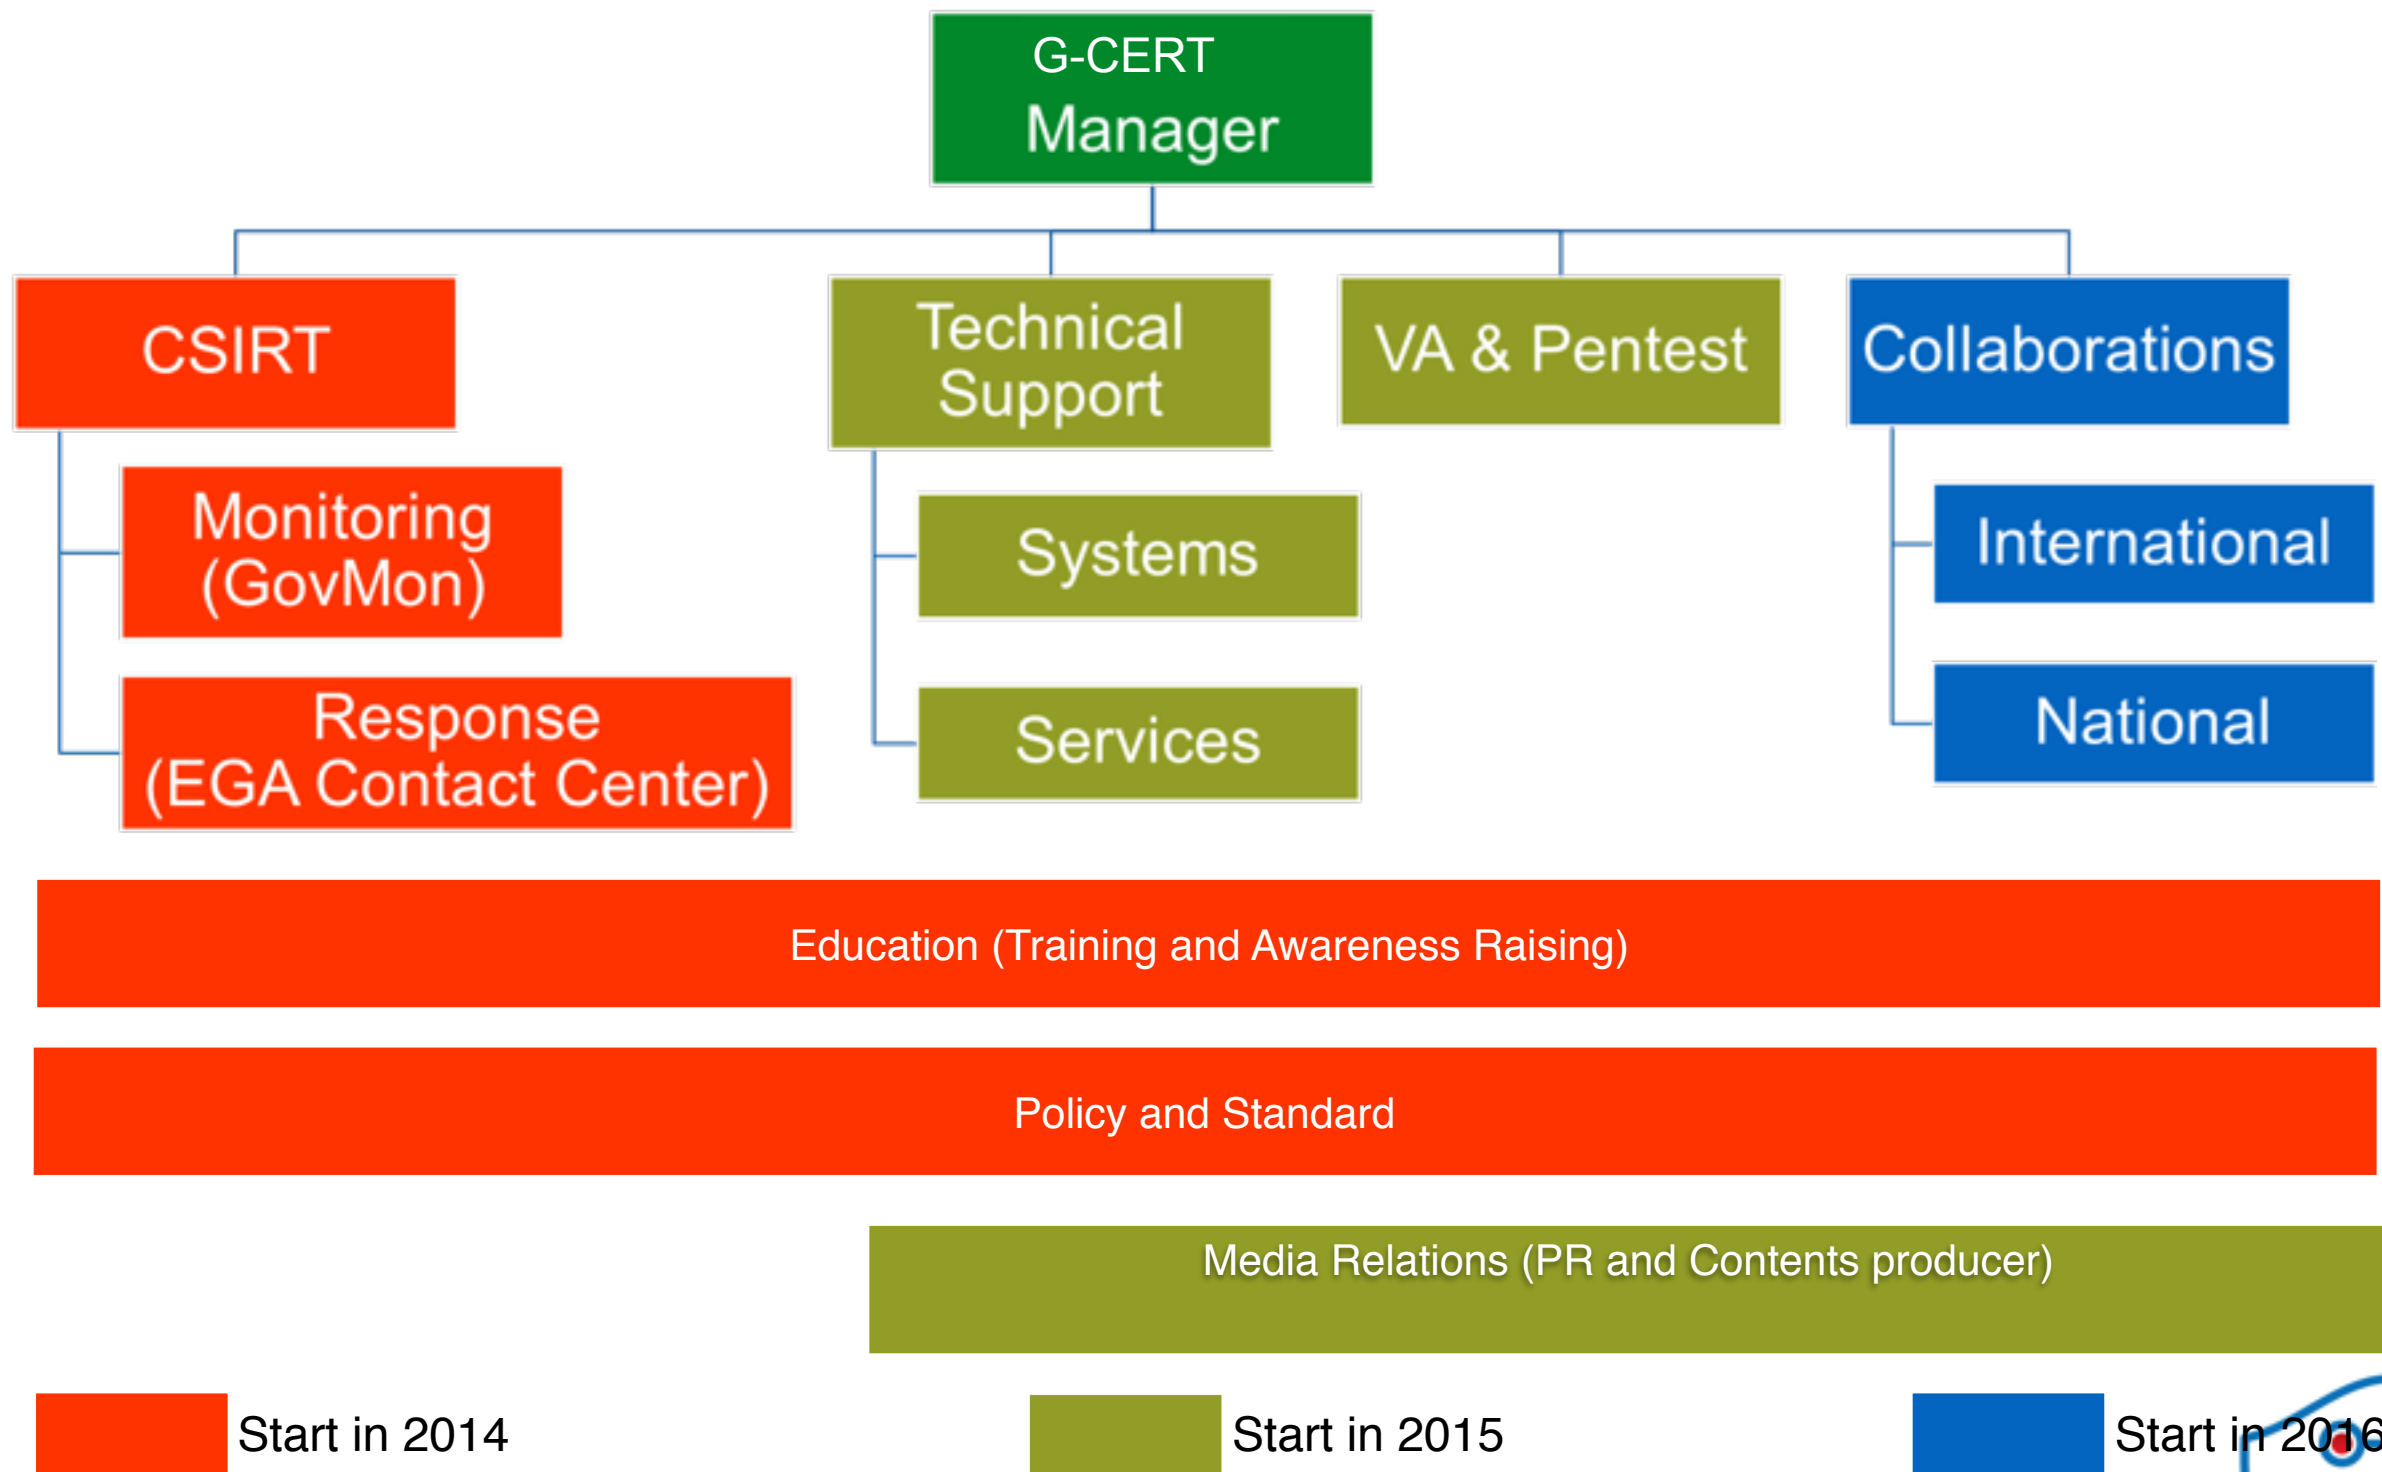 G-CERT
Manager
CSIRT
Technical
Support
VA & Pentest
Collaborations
Monitoring
(GovMon)
Systems
International
Response
(EGA Contact Center)
Services
National
Education (Training and Awareness Raising)
Policy and Standard
Media Relations (PR and Contents producer)
Start in 2014
Start in 2015
Start in 2016